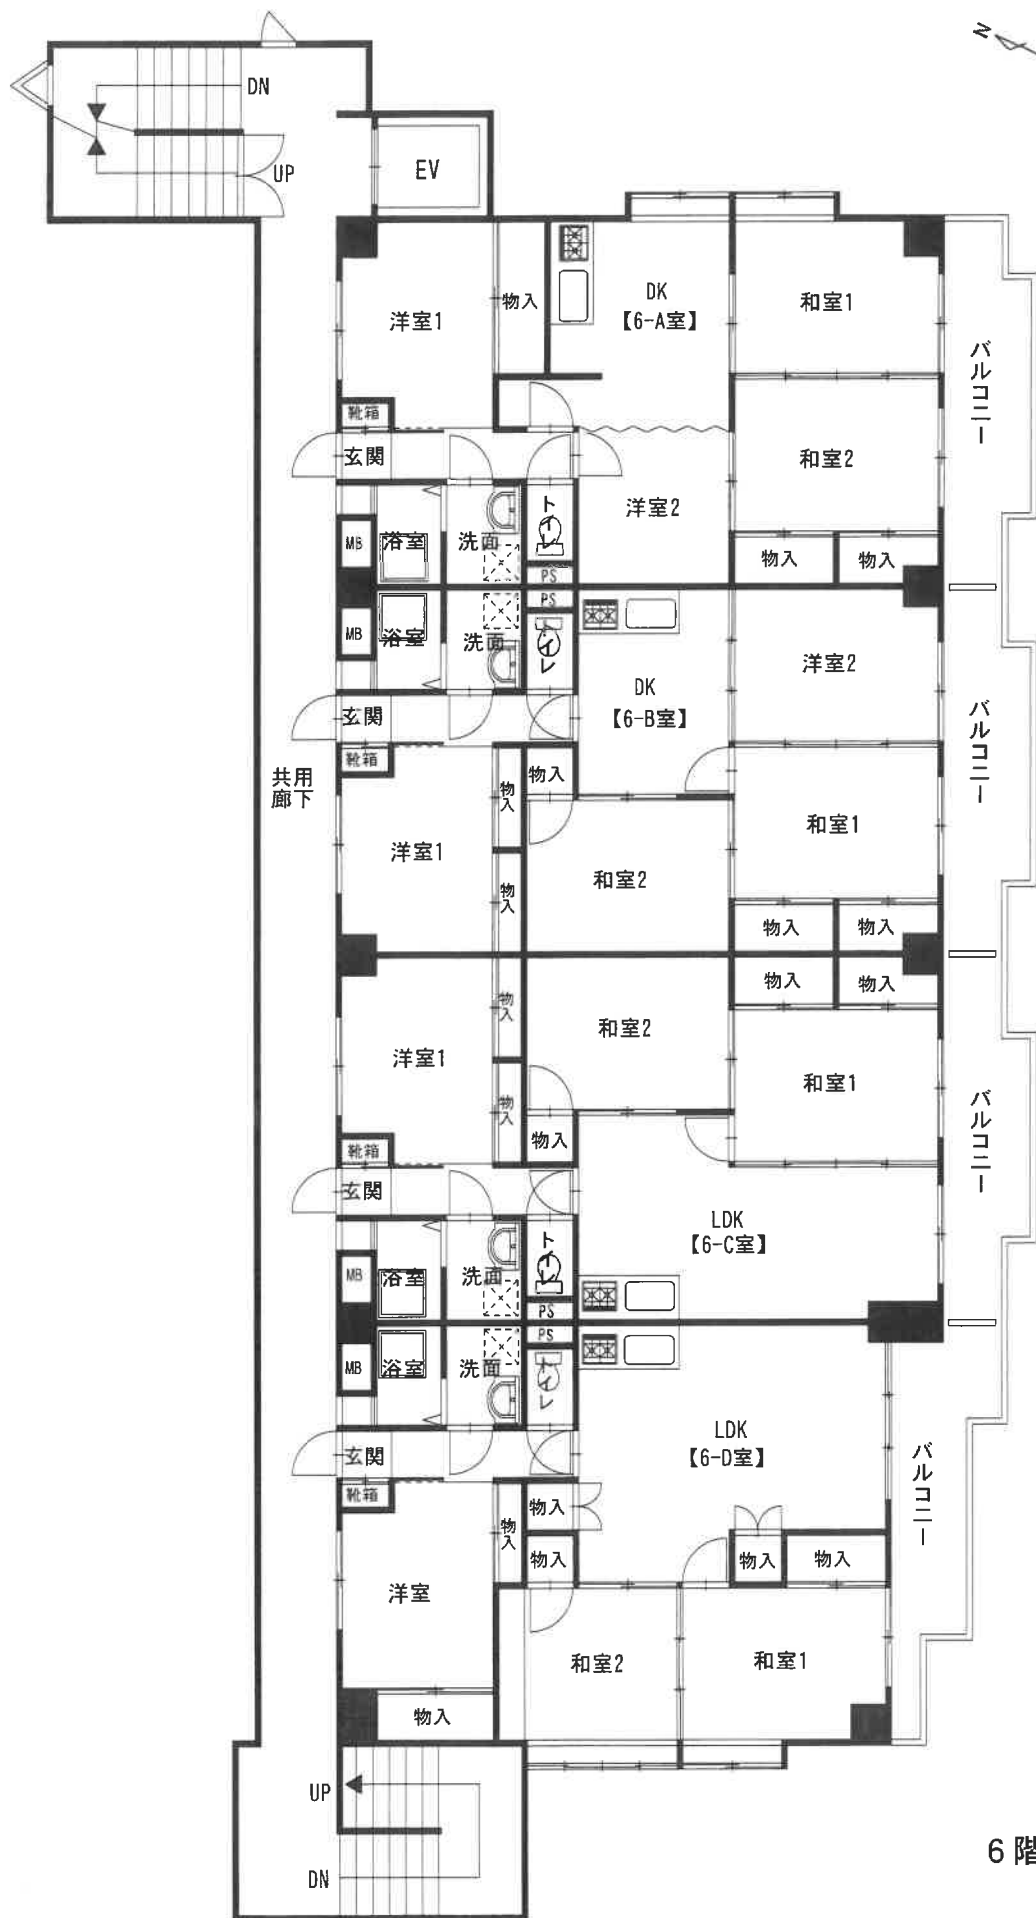 N
DN
UP
EV
洋室1
物入
DK
【6-A室】
和室1
バルコニー
靴箱
玄関
和室2
洋室2
MB
浴室
洗面
トイレ
PS
物入
物入
MB
浴室
洗面
PS
トイレ
DK
【6-B室】
洋室2
バルコニー
玄関
靴箱
共用
廊下
物入
物入
洋室1
和室1
和室2
物入
物入
物入
物入
物入
物入
洋室1
和室2
和室1
バルコニー
物入
物入
靴箱
玄関
LDK
【6-C室】
MB
浴室
洗面
トイレ
PS
MB
浴室
洗面
PS
トイレ
LDK
【6-D室】
バルコニー
玄関
靴箱
物入
物入
物入
物入
物入
洋室
和室2
和室1
物入
UP
DN
6階